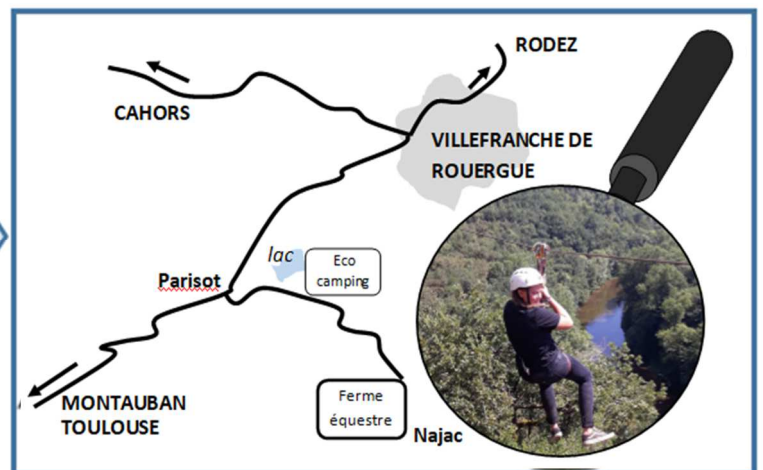 RODEZ
CAHORS
VILLEFRANCHE DE
ROUERGUE
lac
Eco
camping
Parisot
MONTAUBAN
TOULOUSE
Ferme
équestre
Najac